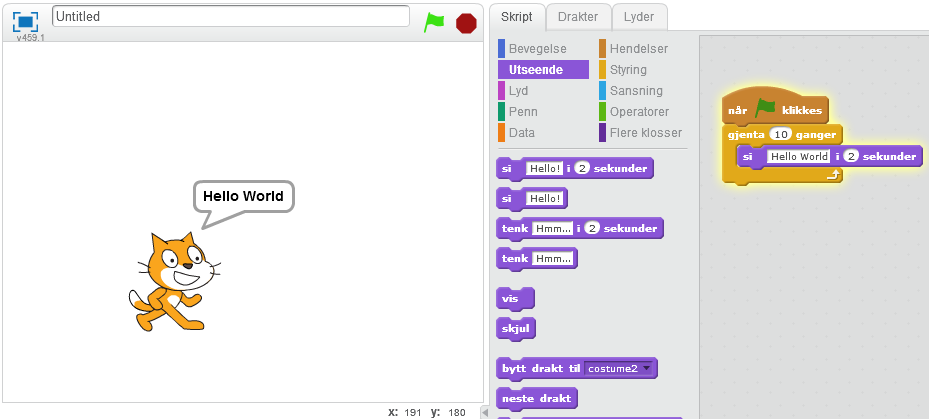 Untitled
v459.1
Hello World
x: 191 y: 180
Skript Drakter Lyder
Bevegelse Hendelser
Utseende Styring
Lyd Sansning
Penn Operatorer
Data Flere klosser
si Hello! i 2 sekunder
si Hello!
tenk Hmm... i 2 sekunder
tenk Hmm...
vis
skjul
bytt drakt til costume2
neste drakt
når klikkes
gjenta 10 ganger
si Hello World i 2 sekunder